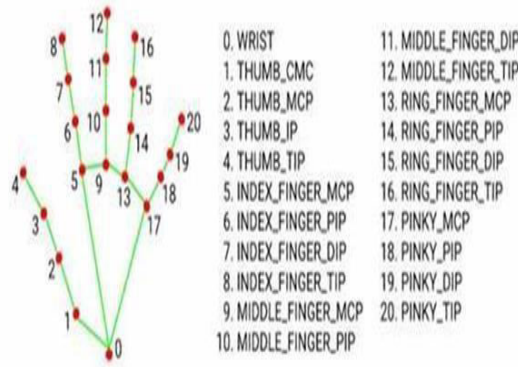 12
8
16
11
7
15
10
20
6
14
19
4
5
9
13
18
3
17
2
1
0
0. WRIST
1. THUMB_CMC
2. THUMB_MCP
3. THUMB_IP
4. THUMB_TIP
5. INDEX_FINGER_MCP
6. INDEX_FINGER_PIP
7. INDEX_FINGER_DIP
8. INDEX_FINGER_TIP
9. MIDDLE_FINGER_MCP
10. MIDDLE_FINGER_PIP
11. MIDDLE_FINGER_DIP
12. MIDDLE_FINGER_TIP
13. RING_FINGER_MCP
14. RING_FINGER_PIP
15. RING_FINGER_DIP
16. RING_FINGER_TIP
17. PINKY_MCP
18. PINKY_PIP
19. PINKY_DIP
20. PINKY_TIP